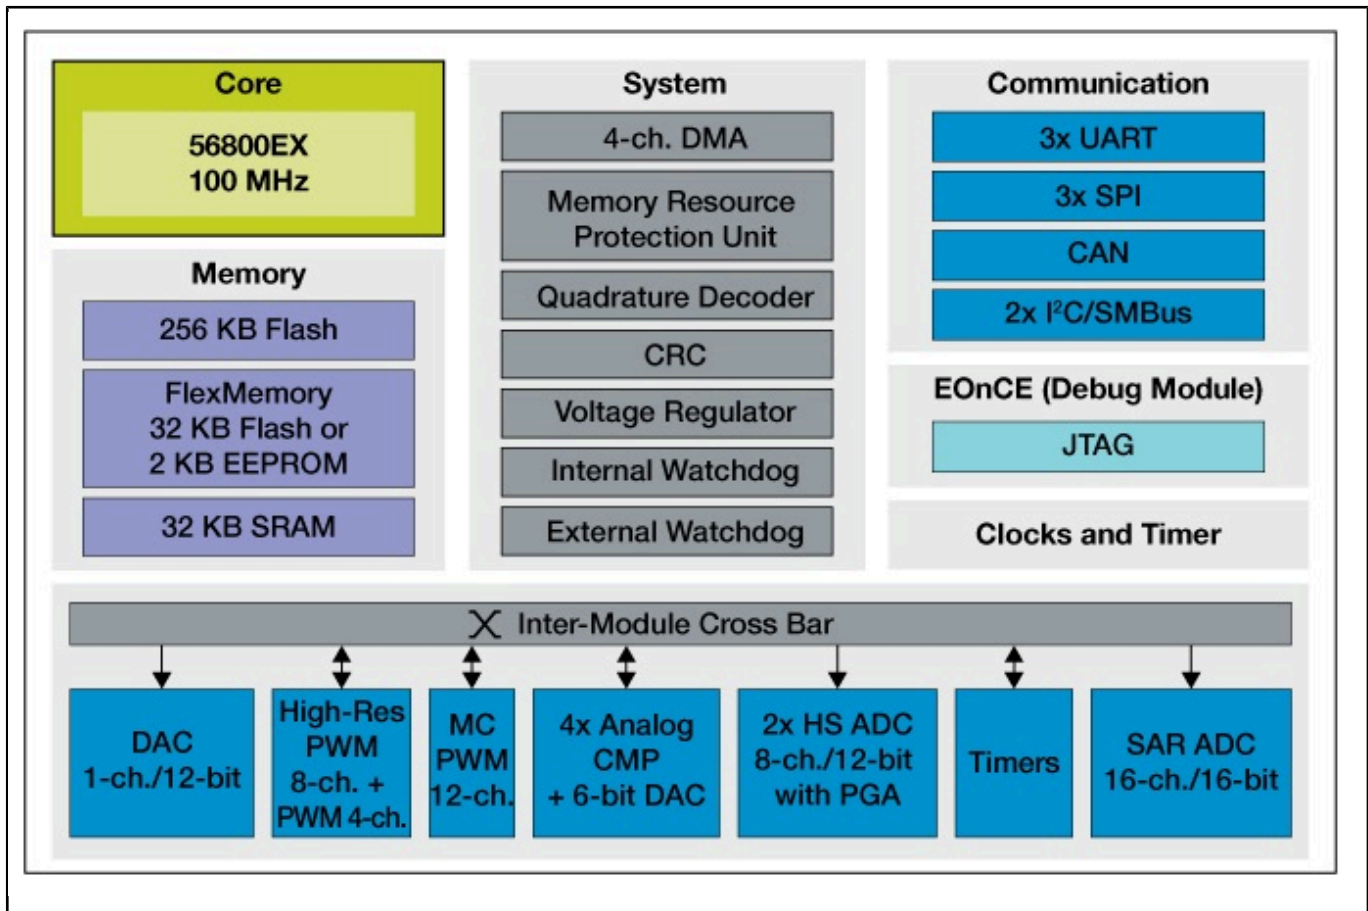 Core
56800EX
100 MHz
Memory
256 KB Flash
FlexMemory
32 KB Flash or
2 KB EEPROM
32 KB SRAM
System
4-ch. DMA
Memory Resource
Protection Unit
Quadrature Decoder
CRC
Voltage Regulator
Internal Watchdog
External Watchdog
Communication
3x UART
3x SPI
CAN
2x I²C/SMBus
EOnCE (Debug Module)
JTAG
Clocks and Timer
Inter-Module Cross Bar
DAC
1-ch./12-bit
High-Res
PWM
8-ch. +
PWM 4-ch.
MC
PWM
12-ch.
4x Analog
CMP
+ 6-bit DAC
2x HS ADC
8-ch./12-bit
with PGA
Timers
SAR ADC
16-ch./16-bit